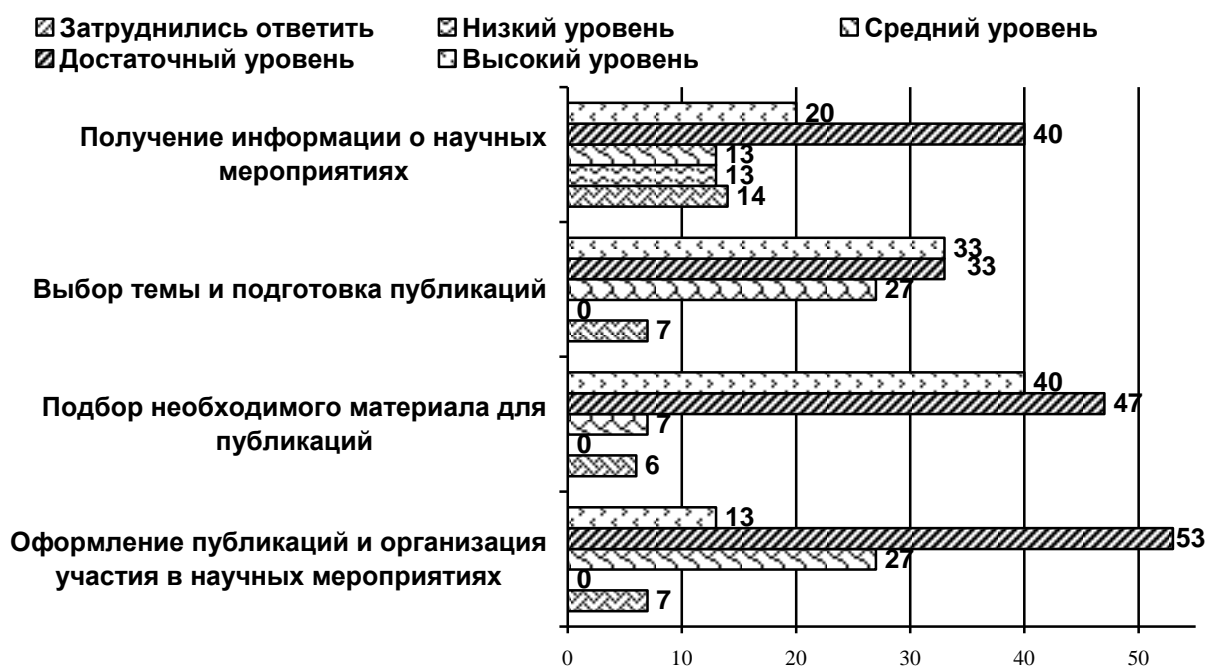 Затруднились ответить Низкий уровень Средний уровень
Достаточный уровень Высокий уровень
Получение информации о научных
мероприятиях
20
40
13
13
14
Выбор темы и подготовка публикаций
33
33
27
0
7
Подбор необходимого материала для
публикаций
40
47
7
0
6
Оформление публикаций и организация
участия в научных мероприятиях
13
53
27
0
7
0 10 20 30 40 50